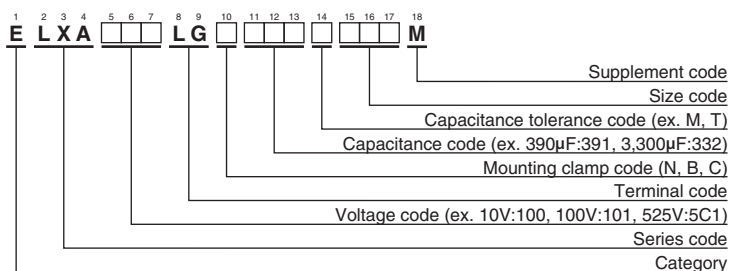 1 2 3 4 5 6 7 8 9 10 11 12 13 14 15 16 17 18
E L X A □ □ □ L G □ □ □ □ □ □ □ □ M
Supplement code
Size code
Capacitance tolerance code (ex. M, T)
Capacitance code (ex. 390µF:391, 3,300µF:332)
Mounting clamp code (N, B, C)
Terminal code
Voltage code (ex. 10V:100, 100V:101, 525V:5C1)
Series code
Category